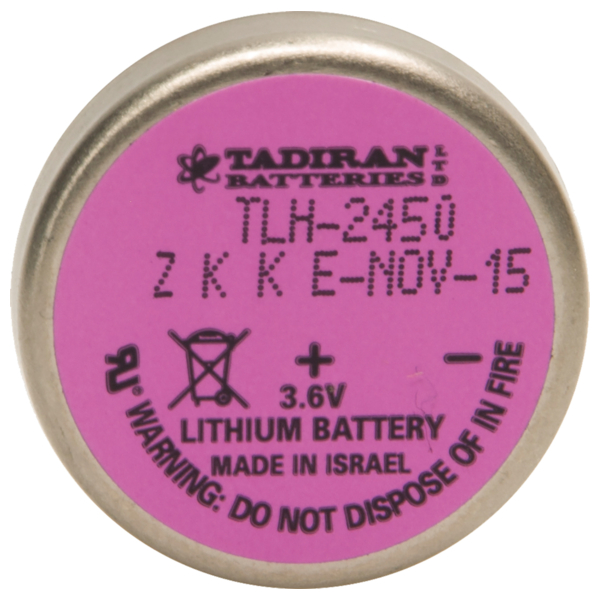 TADIRAN LTD
BATTERIES
TLH-2450
Z K K E-NOV-15
+ -
3.6V
LITHIUM BATTERY
MADE IN ISRAEL
WARNING: DO NOT DISPOSE OF IN FIRE